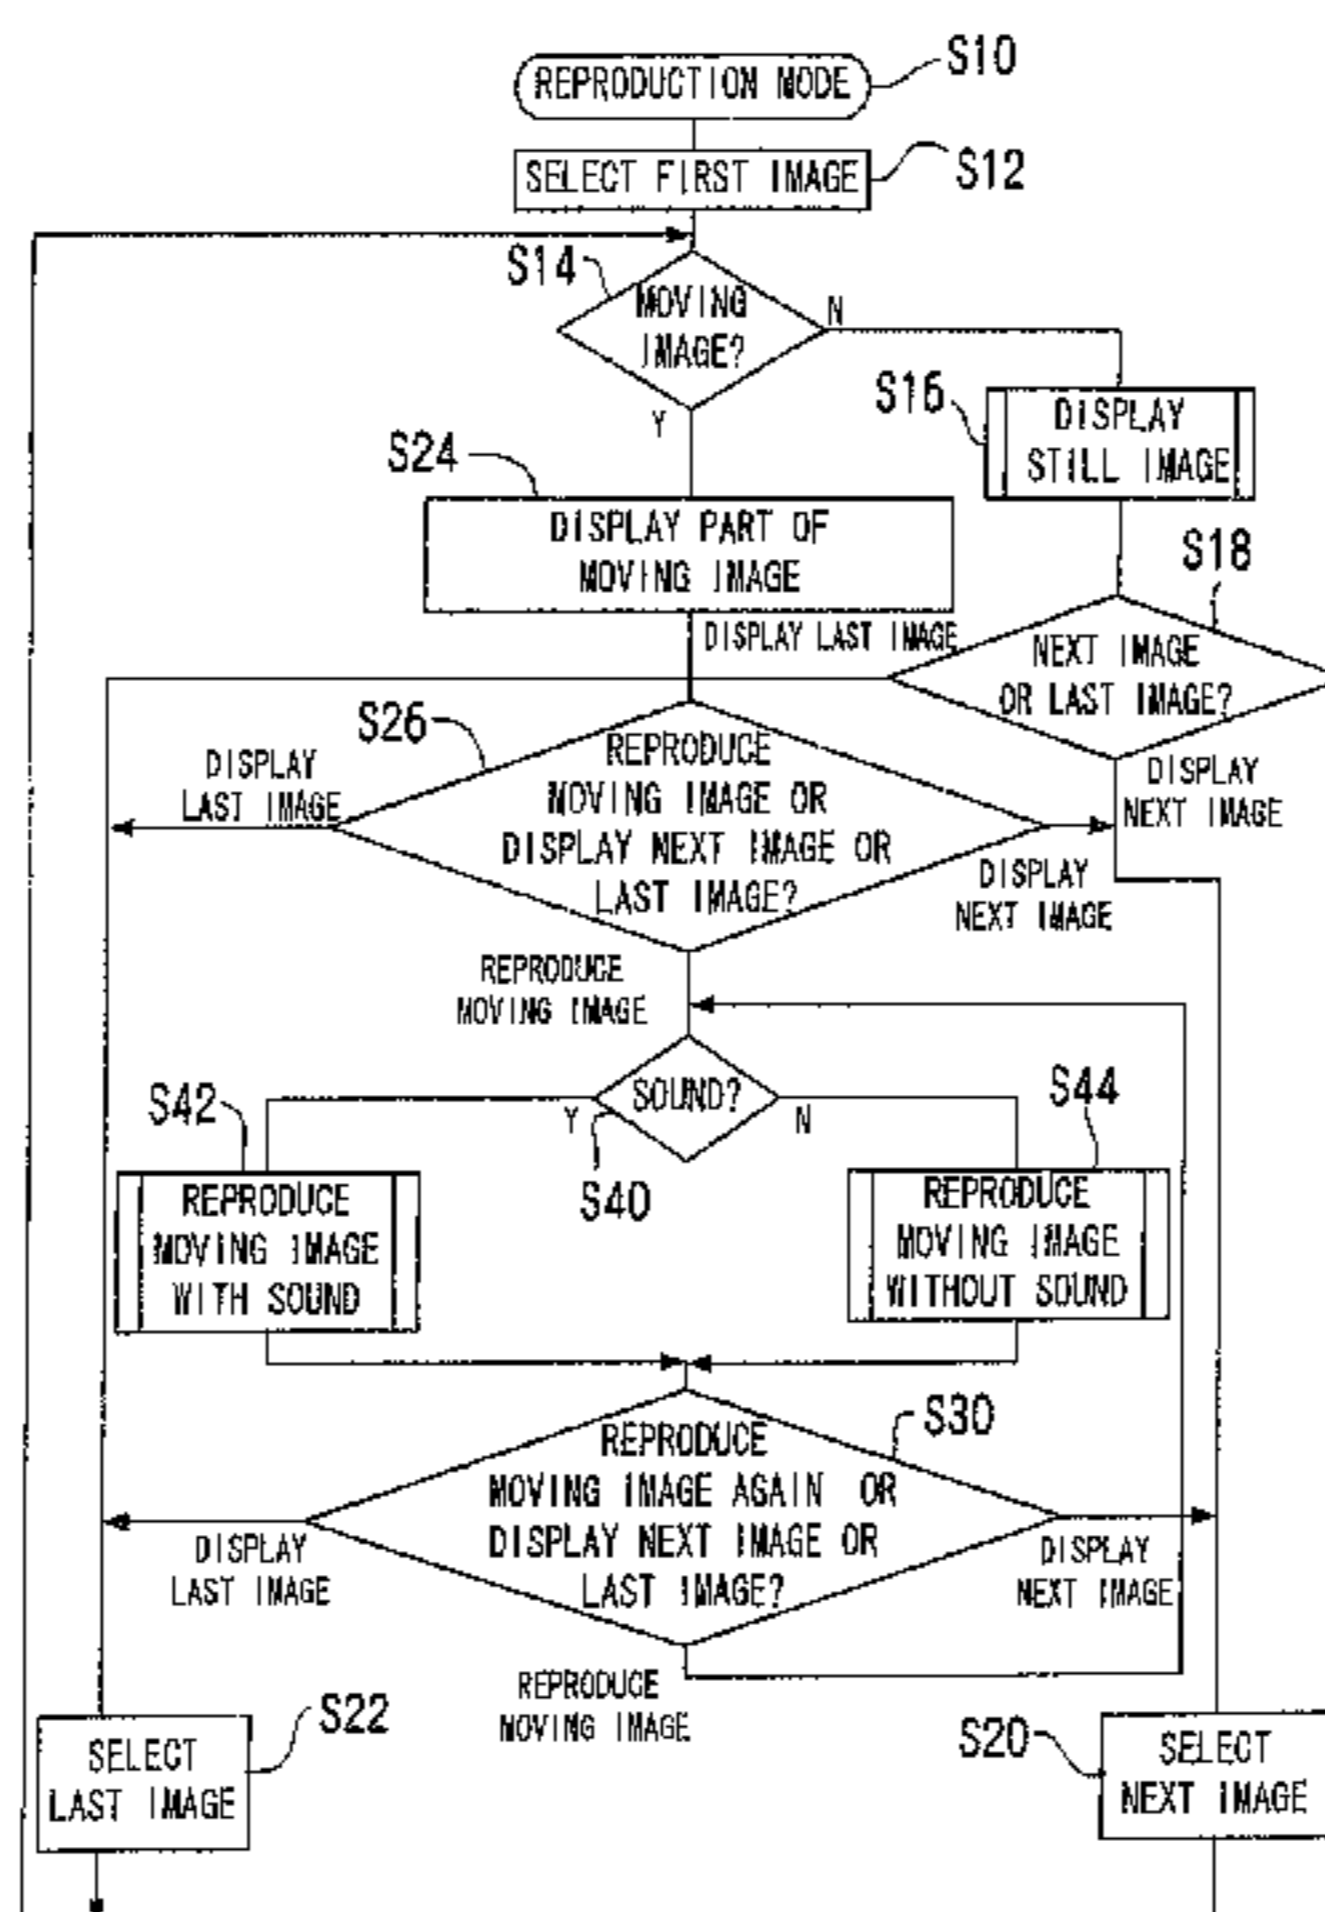 REPRODUCTION MODE
S10
SELECT FIRST IMAGE
S12
S14
MOVING
IMAGE?
N
Y
S16
DISPLAY
STILL IMAGE
S24
DISPLAY PART OF
MOVING IMAGE
S18
NEXT IMAGE
OR LAST IMAGE?
DISPLAY LAST IMAGE
DISPLAY
NEXT IMAGE
S26
REPRODUCE
MOVING IMAGE OR
DISPLAY NEXT IMAGE OR
LAST IMAGE?
DISPLAY
LAST IMAGE
DISPLAY
NEXT IMAGE
REPRODUCE
MOVING IMAGE
SOUND?
Y
N
S40
S42
REPRODUCE
MOVING IMAGE
WITH SOUND
S44
REPRODUCE
MOVING IMAGE
WITHOUT SOUND
S30
REPRODUCE
MOVING IMAGE AGAIN OR
DISPLAY NEXT IMAGE OR
LAST IMAGE?
DISPLAY
LAST IMAGE
DISPLAY
NEXT IMAGE
REPRODUCE
MOVING IMAGE
S22
SELECT
LAST IMAGE
S20
SELECT
NEXT IMAGE